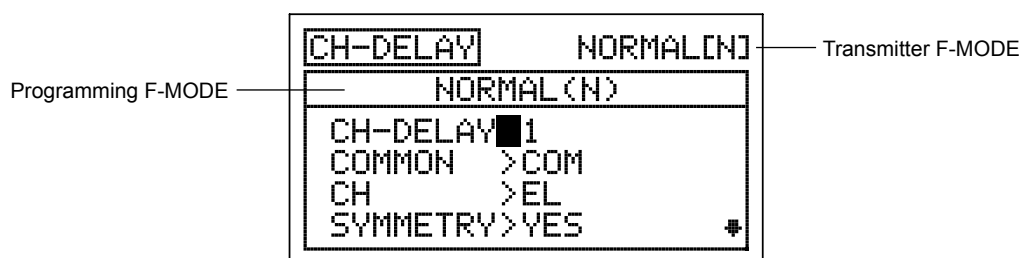 CH-DELAY NORMAL[N] Transmitter F-MODE
Programming F-MODE NORMAL(N)
CH-DELAY 1
COMMON >COM
CH >EL
SYMMETRY>YES